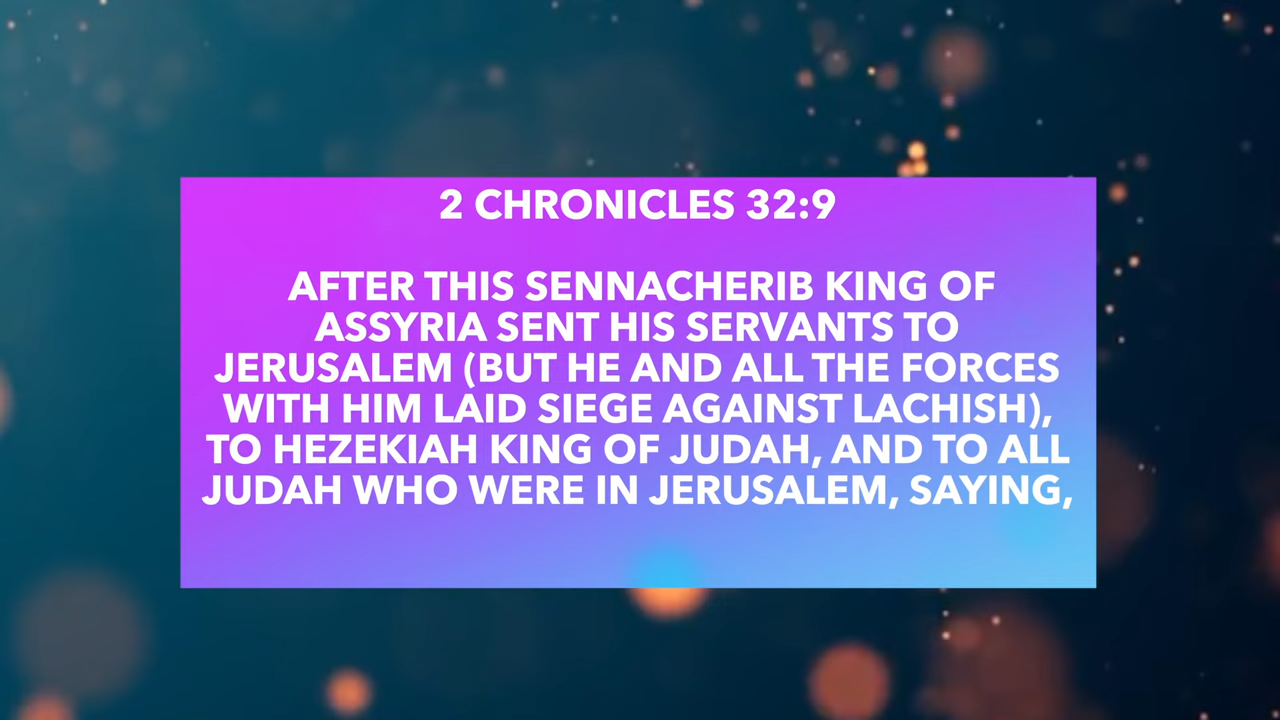 2 CHRONICLES 32:9
AFTER THIS SENNACHERIB KING OF
ASSYRIA SENT HIS SERVANTS TO
JERUSALEM (BUT HE AND ALL THE FORCES
WITH HIM LAID SIEGE AGAINST LACHISH),
TO HEZEKIAH KING OF JUDAH, AND TO ALL
JUDAH WHO WERE IN JERUSALEM, SAYING,